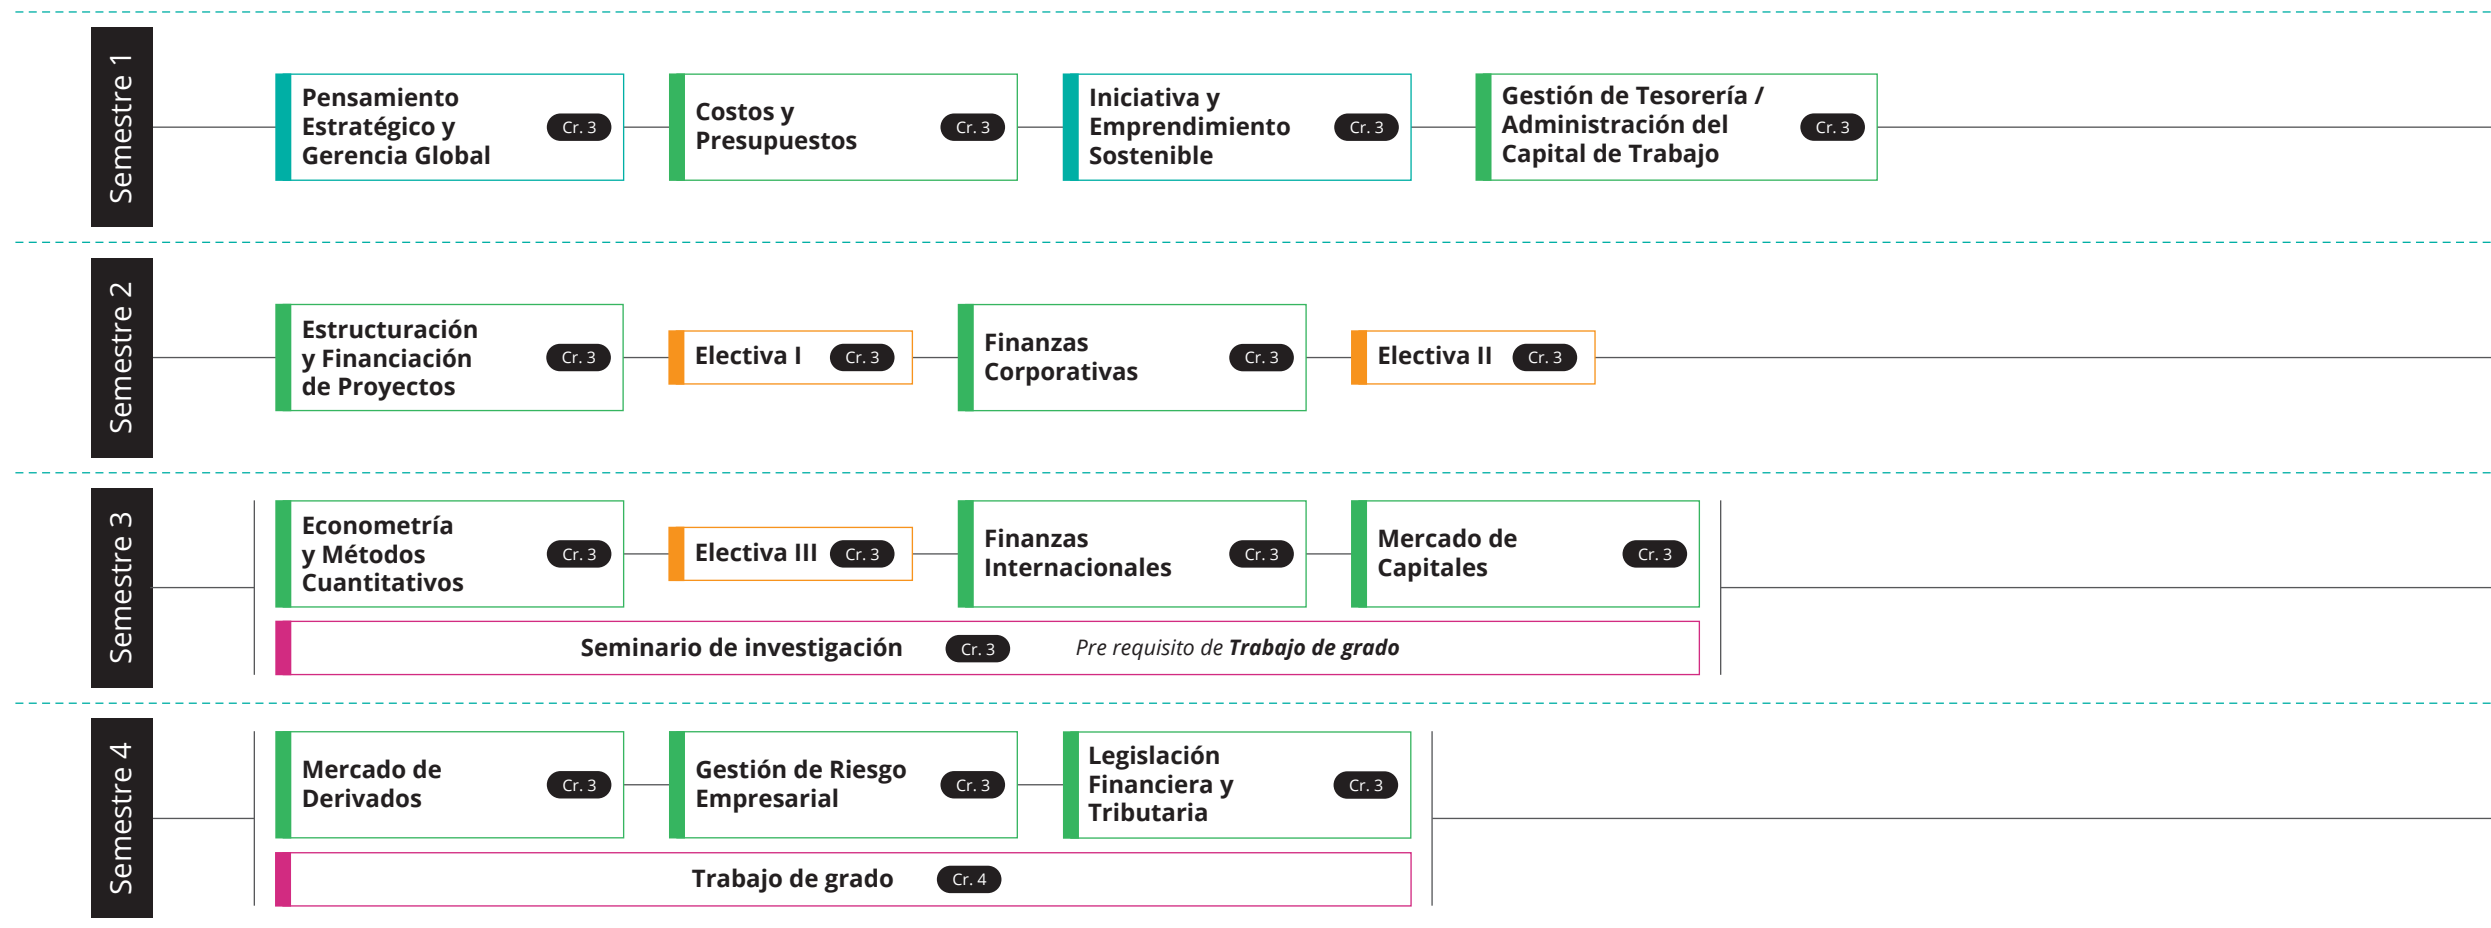 Semestre 1
Pensamiento
Estratégico y
Gerencia Global
Cr. 3
Costos y
Presupuestos
Cr. 3
Iniciativa y
Emprendimiento
Sostenible
Cr. 3
Gestión de Tesorería /
Administración del
Capital de Trabajo
Cr. 3
Semestre 2
Estructuración
y Financiación
de Proyectos
Cr. 3
Electiva I
Cr. 3
Finanzas
Corporativas
Cr. 3
Electiva II
Cr. 3
Semestre 3
Econometría
y Métodos
Cuantitativos
Cr. 3
Electiva III
Cr. 3
Finanzas
Internacionales
Cr. 3
Mercado de
Capitales
Cr. 3
Seminario de investigación
Cr. 3
Pre requisito de Trabajo de grado
Semestre 4
Mercado de
Derivados
Cr. 3
Gestión de Riesgo
Empresarial
Cr. 3
Legislación
Financiera y
Tributaria
Cr. 3
Trabajo de grado
Cr. 4